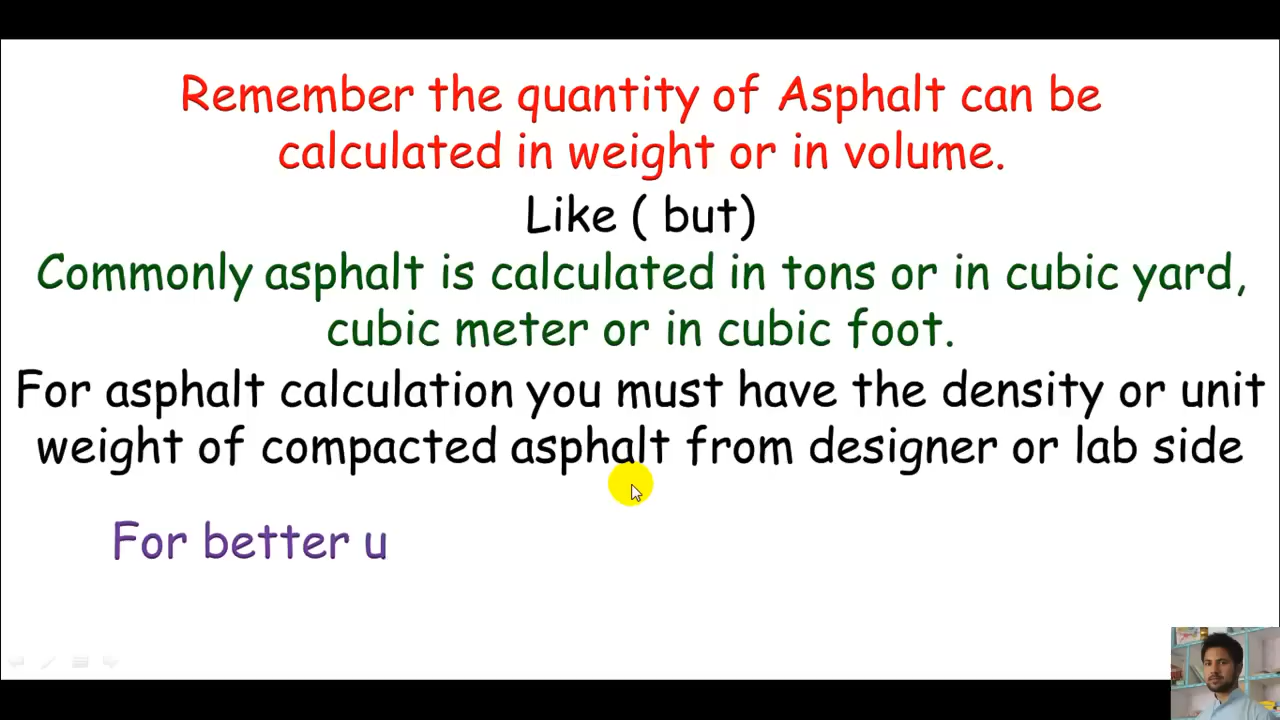 Remember the quantity of Asphalt can be
calculated in weight or in volume.
Like ( but)
Commonly asphalt is calculated in tons or in cubic yard,
cubic meter or in cubic foot.
For asphalt calculation you must have the density or unit
weight of compacted asphalt from designer or lab side
For better u